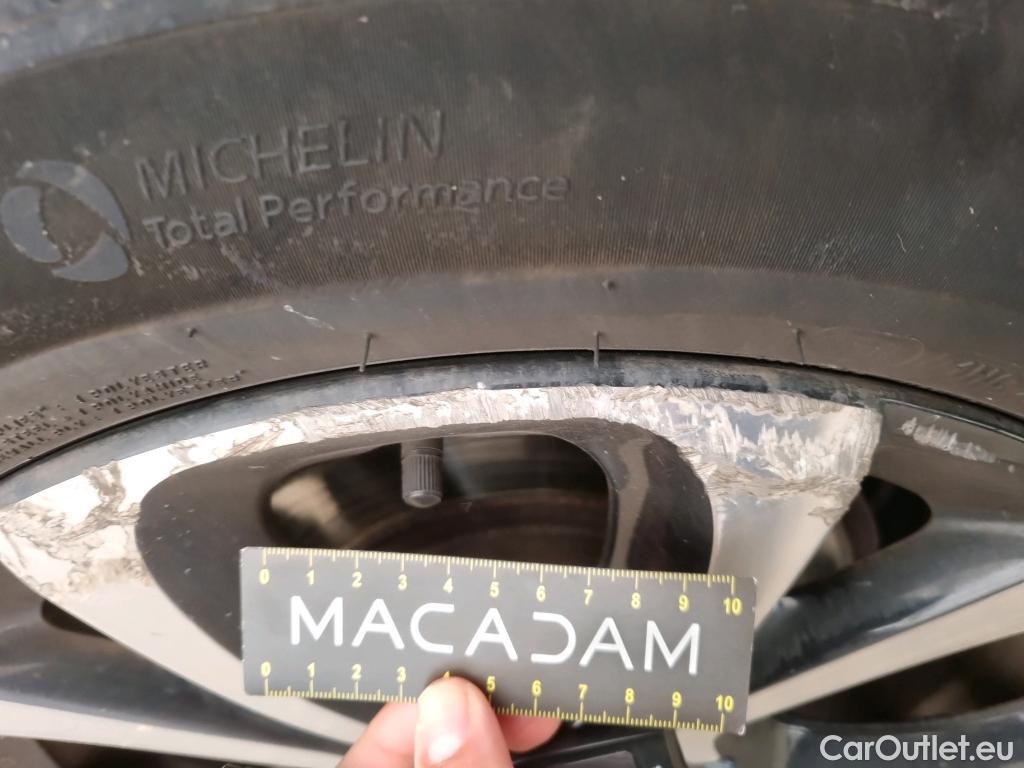 MICHELIN
Total Performance
0 1 2 3 4 5 6 7 8 9 10
MACADAM
0 1 2 3 4 5 6 7 8 9 10
CarOutlet.eu